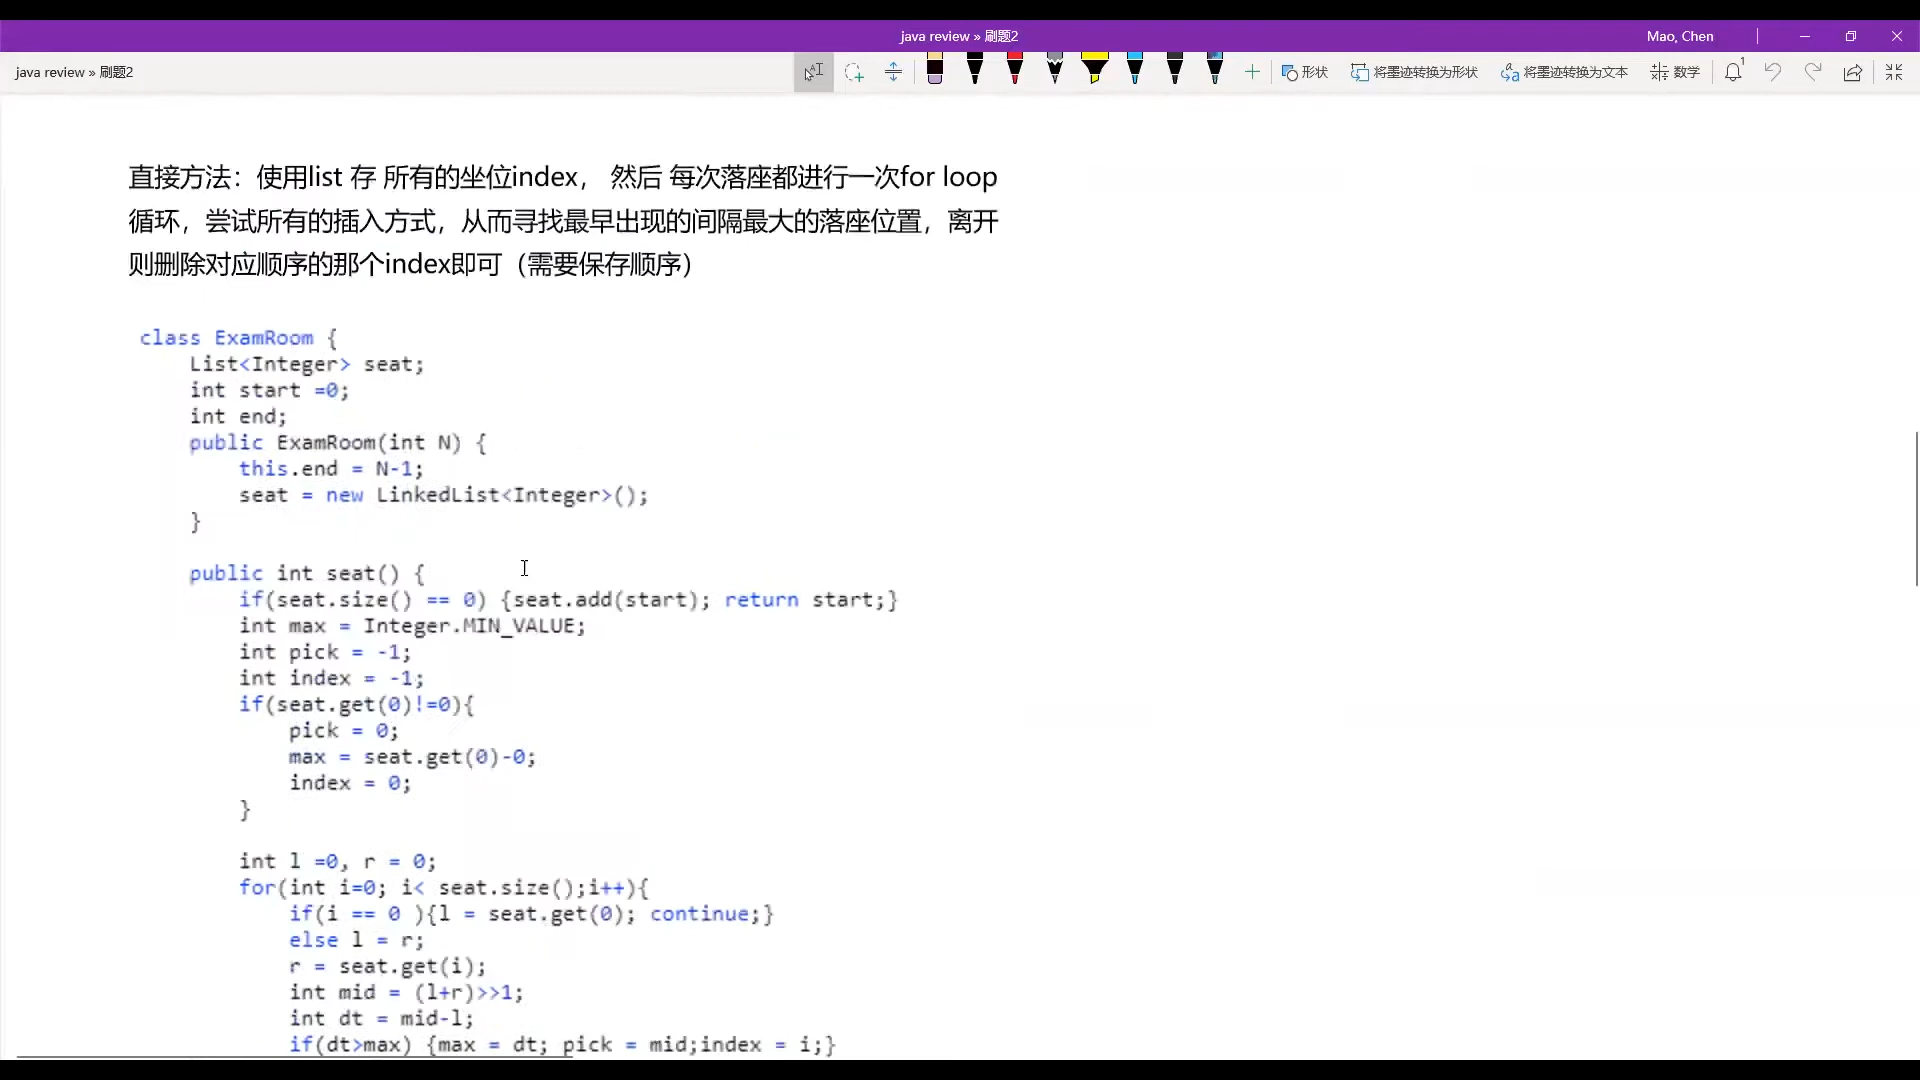 java review » 刷题2
Mao, Chen
java review » 刷题2
形状
将墨迹转换为形状
将墨迹转换为文本
数学
1
直接方法：使用list 存 所有的坐位index， 然后 每次落座都进行一次for loop
循环，尝试所有的插入方式，从而寻找最早出现的间隔最大的落座位置，离开
则删除对应顺序的那个index即可（需要保存顺序）
class ExamRoom {
List<Integer> seat;
int start =0;
int end;
public ExamRoom(int N) {
this.end = N-1;
seat = new LinkedList<Integer>();
}
public int seat() {
if(seat.size() == 0) {seat.add(start); return start;}
int max = Integer.MIN_VALUE;
int pick = -1;
int index = -1;
if(seat.get(0)!=0){
pick = 0;
max = seat.get(0)-0;
index = 0;
}
int l =0, r = 0;
for(int i=0; i< seat.size();i++){
if(i == 0 ){l = seat.get(0); continue;}
else l = r;
r = seat.get(i);
int mid = (l+r)>>1;
int dt = mid-l;
if(dt>max) {max = dt; pick = mid;index = i;}